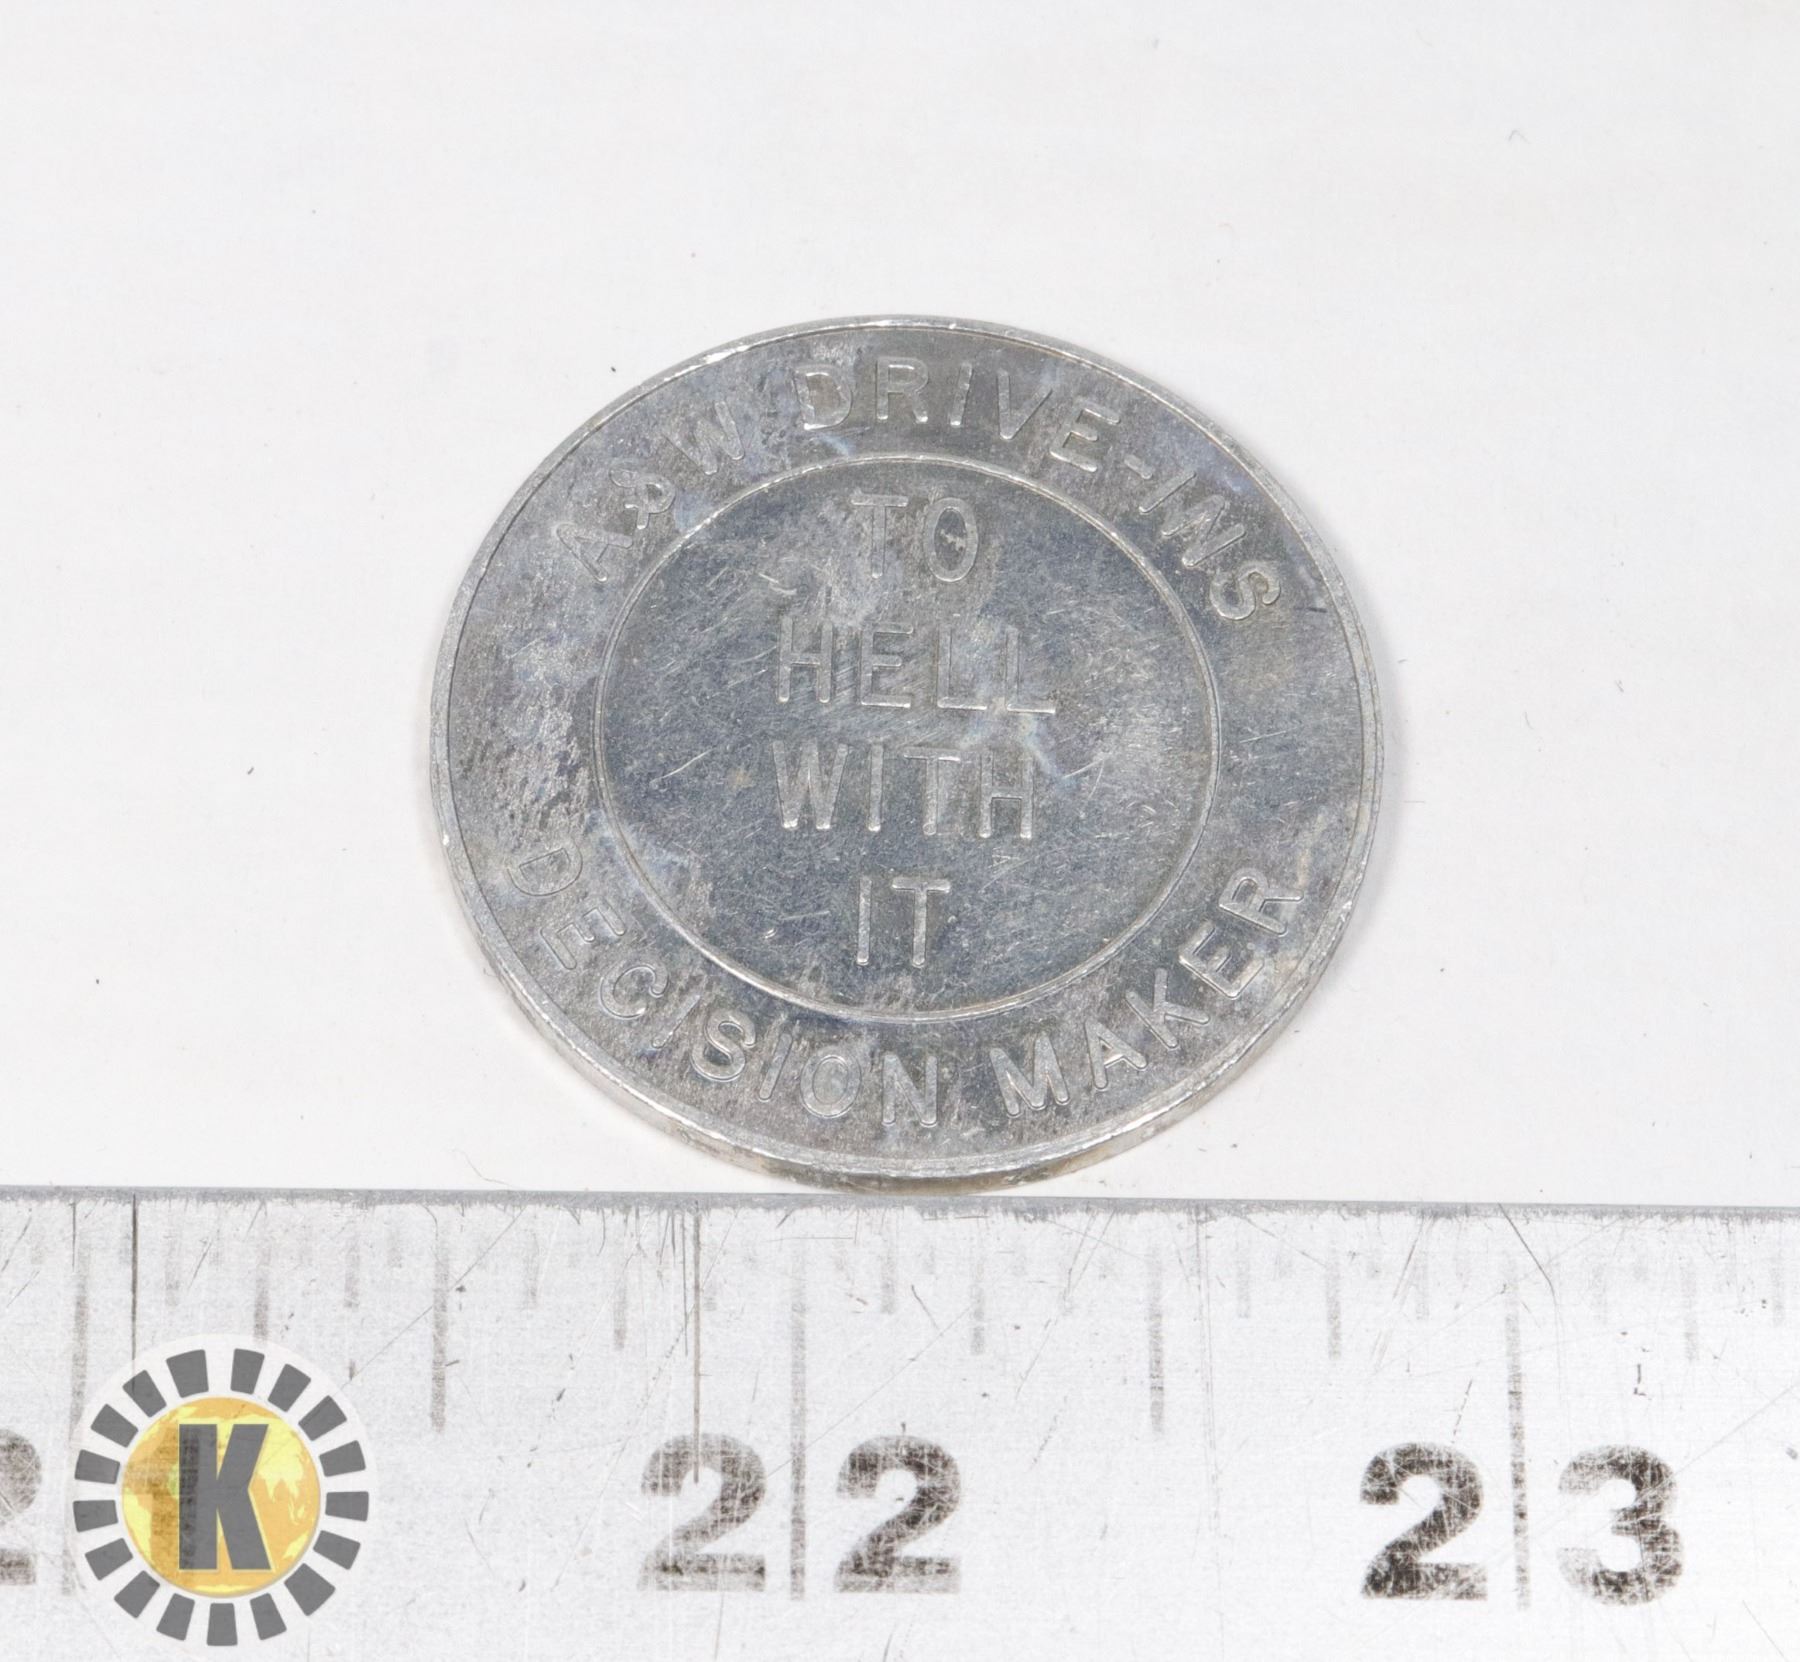 A&W DRIVE-INS
TO
HELL
WITH
IT
DECISION MAKER
22
23
K